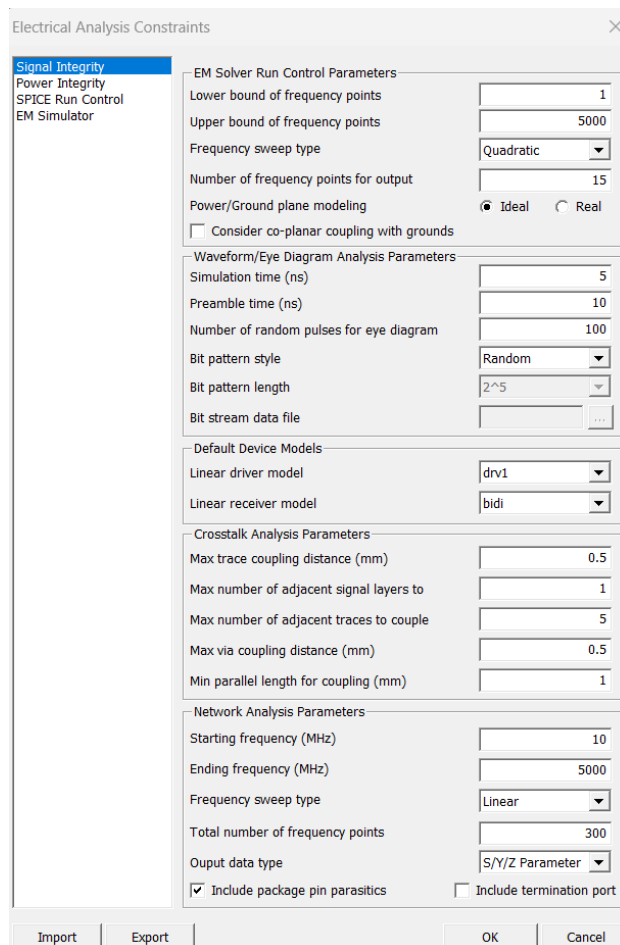 Electrical Analysis Constraints
Signal Integrity
Power Integrity
SPICE Run Control
EM Simulator
EM Solver Run Control Parameters
Lower bound of frequency points 1
Upper bound of frequency points 5000
Frequency sweep type Quadratic
Number of frequency points for output 15
Power/Ground plane modeling Ideal Real
Consider co-planar coupling with grounds
Waveform/Eye Diagram Analysis Parameters
Simulation time (ns) 5
Preamble time (ns) 10
Number of random pulses for eye diagram 100
Bit pattern style Random
Bit pattern length 2^5
Bit stream data file ...
Default Device Models
Linear driver model drv1
Linear receiver model bidi
Crosstalk Analysis Parameters
Max trace coupling distance (mm) 0.5
Max number of adjacent signal layers to 1
Max number of adjacent traces to couple 5
Max via coupling distance (mm) 0.5
Min parallel length for coupling (mm) 1
Network Analysis Parameters
Starting frequency (MHz) 10
Ending frequency (MHz) 5000
Frequency sweep type Linear
Total number of frequency points 300
Ouput data type S/Y/Z Parameter
Include package pin parasitics Include termination port
Import Export OK Cancel